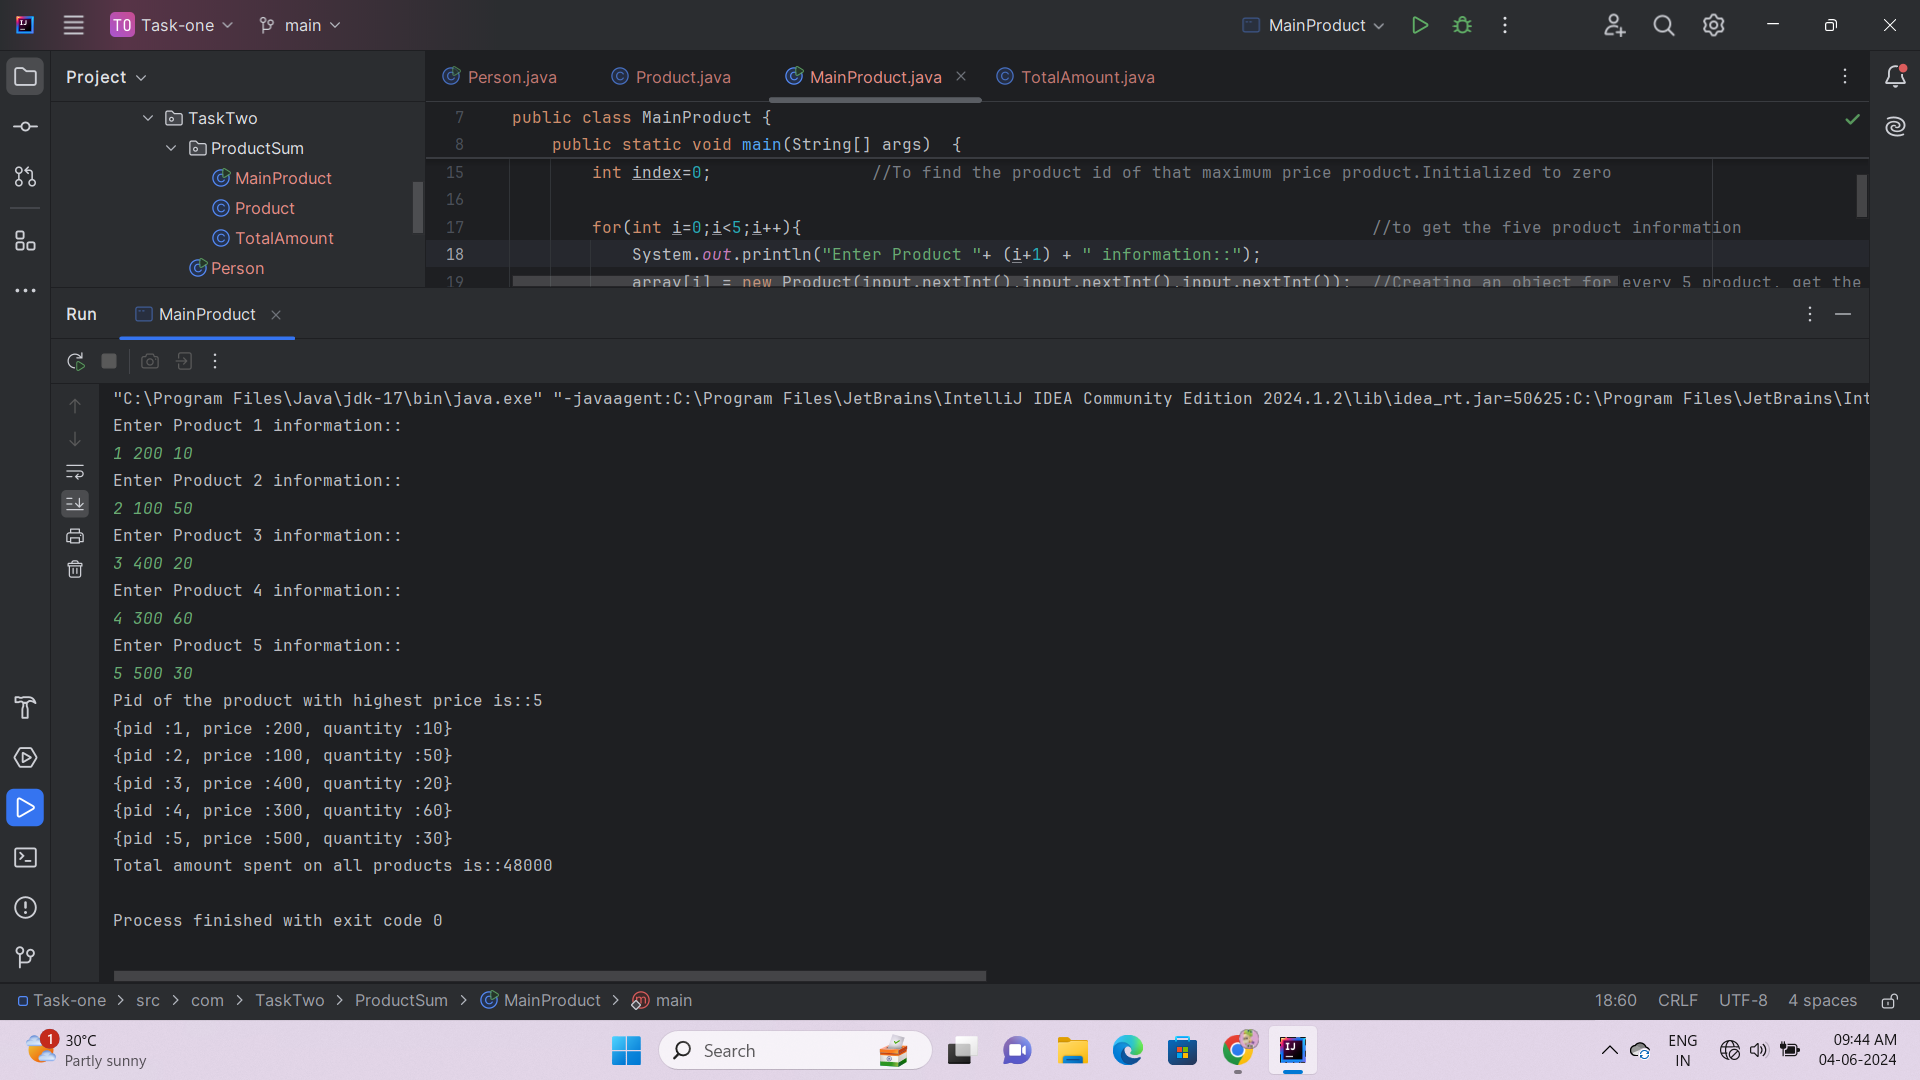 TO Task-one main MainProduct
Project Person.java Product.java MainProduct.java TotalAmount.java
TaskTwo
ProductSum
MainProduct
Product
TotalAmount
Person
7 public class MainProduct {
8 public static void main(String[] args) {
15 int index=0; //To find the product id of that maximum price product.Initialized to zero
16
17 for(int i=0;i<5;i++){ //to get the five product information
18 System.out.println("Enter Product "+ (i+1) + " information::");
19 array[i] = new Product(input.nextInt(),input.nextInt(),input.nextInt()); //Creating an object for every 5 product, get the
Run MainProduct
"C:\Program Files\Java\jdk-17\bin\java.exe" "-javaagent:C:\Program Files\JetBrains\IntelliJ IDEA Community Edition 2024.1.2\lib\idea_rt.jar=50625:C:\Program Files\JetBrains\Int
Enter Product 1 information::
1 200 10
Enter Product 2 information::
2 100 50
Enter Product 3 information::
3 400 20
Enter Product 4 information::
4 300 60
Enter Product 5 information::
5 500 30
Pid of the product with highest price is::5
{pid :1, price :200, quantity :10}
{pid :2, price :100, quantity :50}
{pid :3, price :400, quantity :20}
{pid :4, price :300, quantity :60}
{pid :5, price :500, quantity :30}
Total amount spent on all products is::48000
Process finished with exit code 0
Task-one > src > com > TaskTwo > ProductSum > MainProduct > main 18:60 CRLF UTF-8 4 spaces
1 30°C
Partly sunny
Search
ENG
IN
09:44 AM
04-06-2024